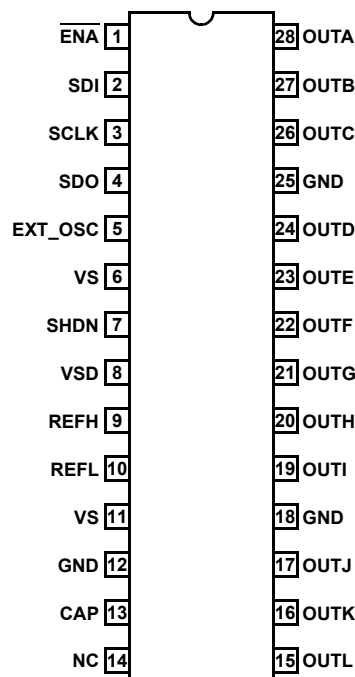 ENA 1 28 OUTA
SDI 2 27 OUTB
SCLK 3 26 OUTC
SDO 4 25 GND
EXT_OSC 5 24 OUTD
VS 6 23 OUTE
SHDN 7 22 OUTF
VSD 8 21 OUTG
REFH 9 20 OUTH
REFL 10 19 OUTI
VS 11 18 GND
GND 12 17 OUTJ
CAP 13 16 OUTK
NC 14 15 OUTL